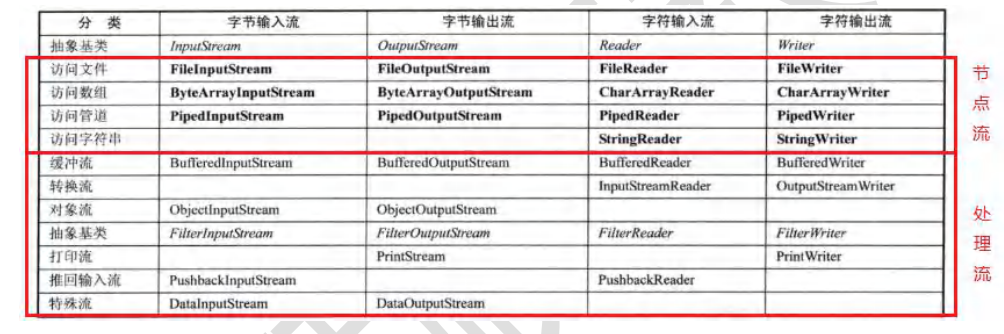 分 类 字节输入流 字节输出流 字符输入流 字符输出流
抽象基类 InputStream OutputStream Reader Writer
访问文件 FileInputStream FileOutputStream FileReader FileWriter
访问数组 ByteArrayInputStream ByteArrayOutputStream CharArrayReader CharArrayWriter
访问管道 PipedInputStream PipedOutputStream PipedReader PipedWriter
访问字符串 StringReader StringWriter
缓冲流 BufferedInputStream BufferedOutputStream BufferedReader BufferedWriter
转换流 InputStreamReader OutputStreamWriter
对象流 ObjectInputStream ObjectOutputStream
抽象基类 FilterInputStream FilterOutputStream FilterReader FilterWriter
打印流 PrintStream PrintWriter
推回输入流 PushbackInputStream PushbackReader
特殊流 DataInputStream DataOutputStream
节
点
流
处
理
流